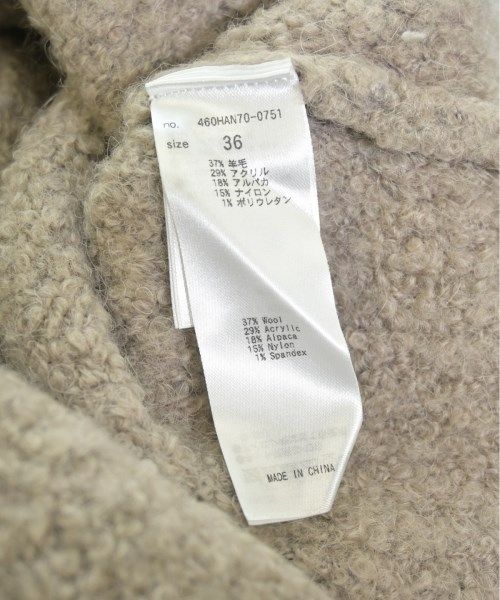 no. 460HAN70-0751
size 36
37% 羊毛
29% アクリル
18% アルパカ
15% ナイロン
1% ポリウレタン
37% Wool
29% Acrylic
18% Alpaca
15% Nylon
1% Spandex
MADE IN CHINA